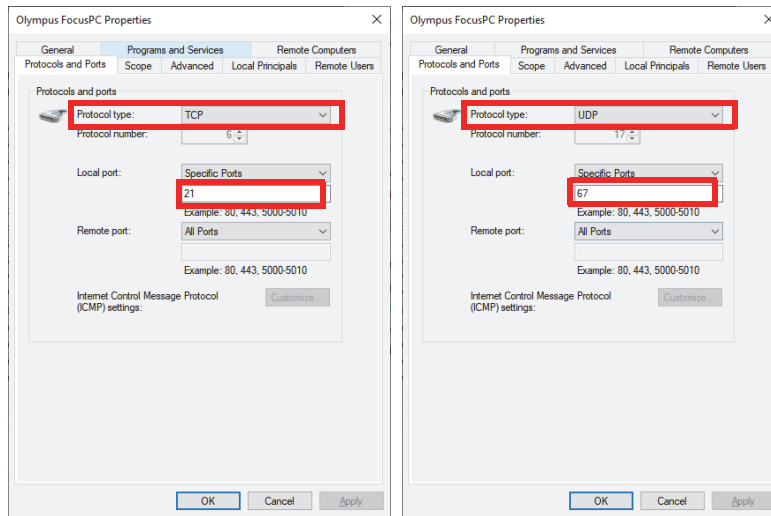 Olympus FocusPC Properties
General Programs and Services Remote Computers
Protocols and Ports Scope Advanced Local Principals Remote Users
Protocols and ports
Protocol type: TCP
Protocol number: 6
Local port: Specific Ports
21
Example: 80, 443, 5000-5010
Remote port: All Ports
Example: 80, 443, 5000-5010
Internet Control Message Protocol
(ICMP) settings: Customize...
OK Cancel Apply
Olympus FocusPC Properties
General Programs and Services Remote Computers
Protocols and Ports Scope Advanced Local Principals Remote Users
Protocols and ports
Protocol type: UDP
Protocol number: 17
Local port: Specific Ports
67
Example: 80, 443, 5000-5010
Remote port: All Ports
Example: 80, 443, 5000-5010
Internet Control Message Protocol
(ICMP) settings: Customize...
OK Cancel Apply